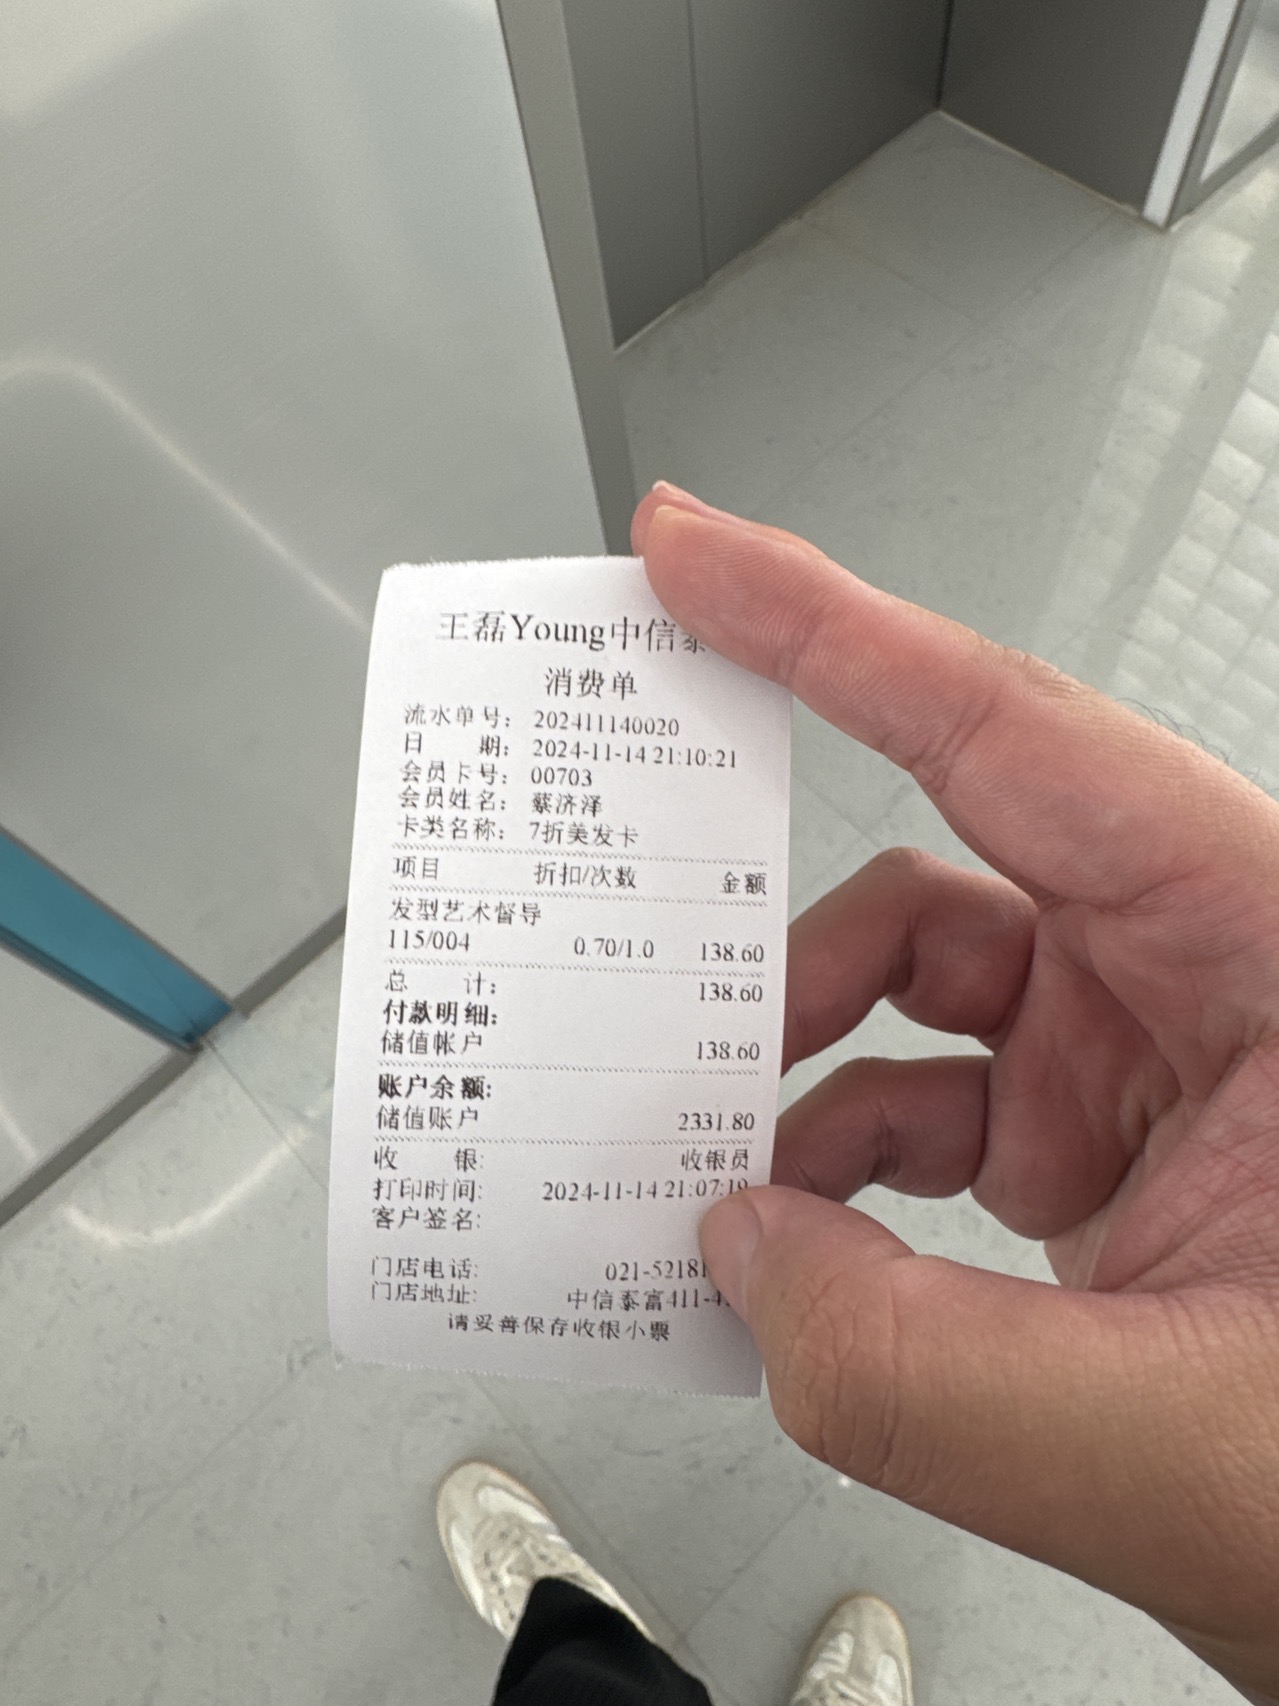 王磊Young中信泰
消费单
流水单号： 202411140020
日 期： 2024-11-14 21:10:21
会员卡号： 00703
会员姓名： 蔡济泽
卡类名称： 7折美发卡
项目 折扣/次数 金额
发型艺术督导
115/004 0.70/1.0 138.60
总 计： 138.60
付款明细:
储值帐户 138.60
账户余额:
储值账户 2331.80
收 银: 收银员
打印时间: 2024-11-14 21:07:19
客户签名:
门店电话: 021-5218
门店地址: 中信泰富411-4
请妥善保存收银小票